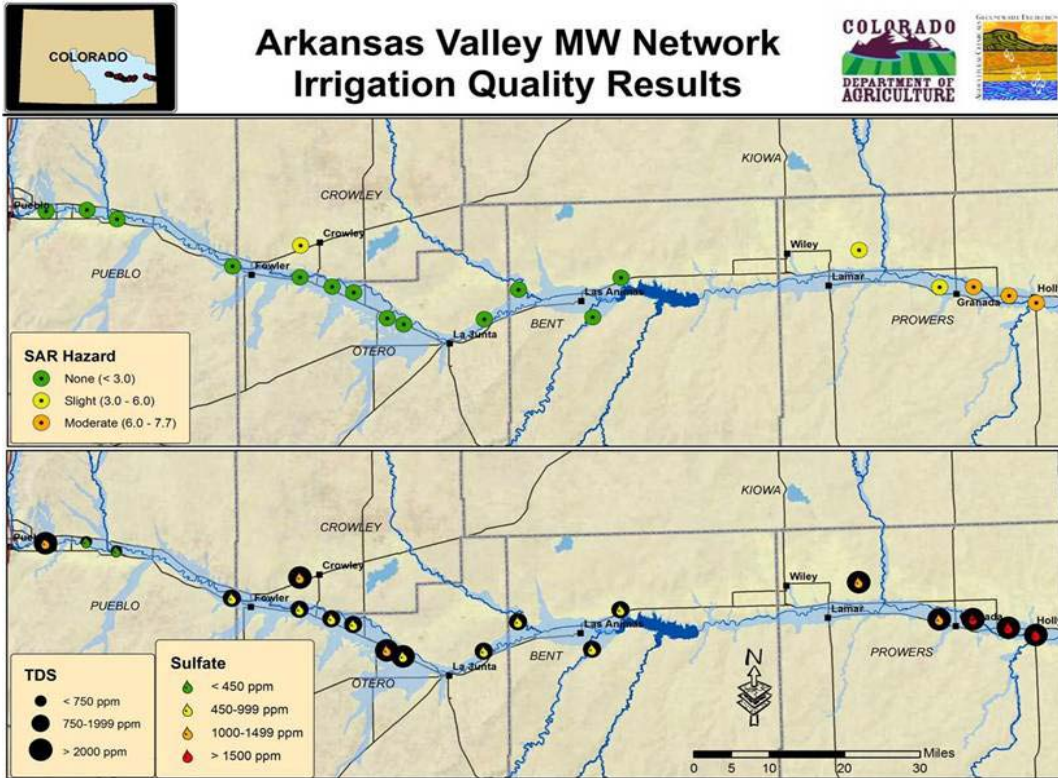 COLORADO
Arkansas Valley MW Network
Irrigation Quality Results
COLORADO
DEPARTMENT OF
AGRICULTURE
KIOWA
CROWLEY
Pueblo
Crowley
Wiley
PUEBLO
Fowler
Lamar
Holly
Las Animas
Granada
BENT
PROWERS
La Junta
OTERO
SAR Hazard
None (< 3.0)
Slight (3.0 - 6.0)
Moderate (6.0 - 7.7)
KIOWA
CROWLEY
Crowley
Wiley
PUEBLO
Fowler
Lamar
Holly
Las Animas
BENT
PROWERS
La Junta
OTERO
N
TDS
< 750 ppm
750-1999 ppm
> 2000 ppm
Sulfate
< 450 ppm
450-999 ppm
1000-1499 ppm
> 1500 ppm
Miles
0 5 10 20 30